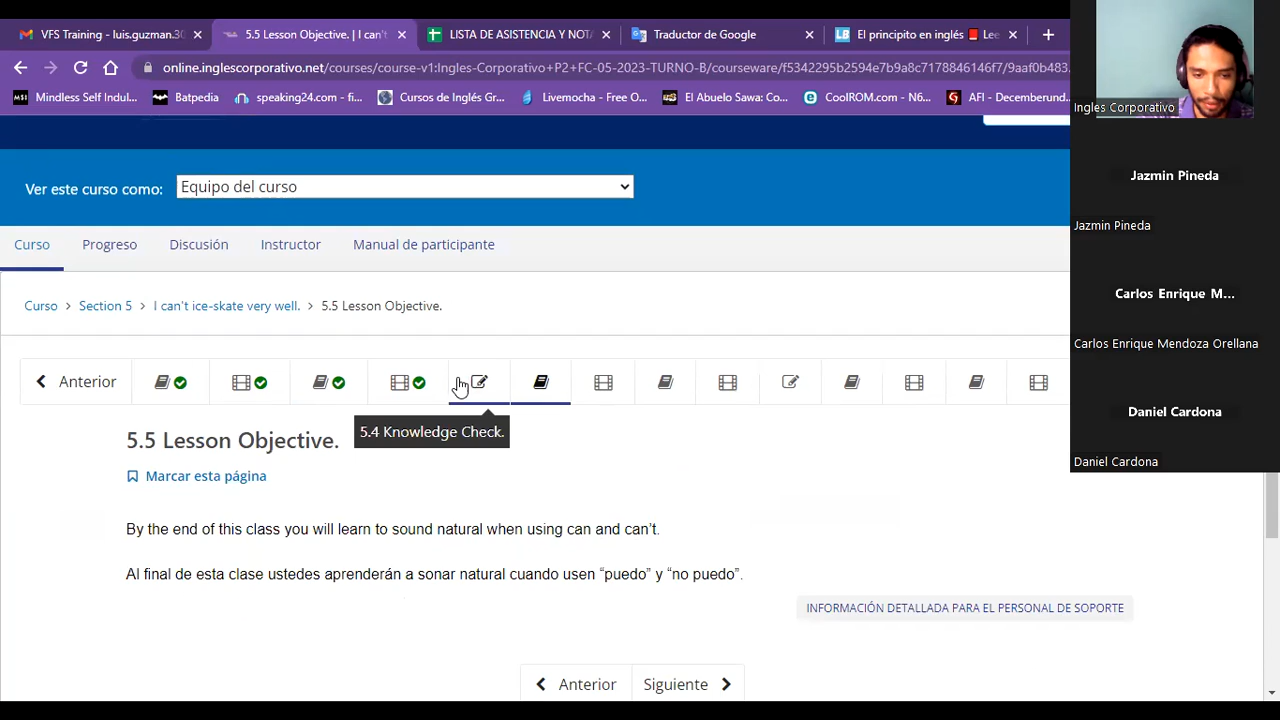 VFS Training - luis.guzman.30
5.5 Lesson Objective. | I can't
LISTA DE ASISTENCIA Y NOTA
Traductor de Google
El principito en inglés 📕 Lee
online.inglescorporativo.net/courses/course-v1:Ingles-Corporativo+P2+FC-05-2023-TURNO-B/courseware/f5342295b2594e7b9a8c7178846146f7/9aaf0b483.
Mindless Self Indul...
Batpedia
speaking24.com - fi...
Cursos de Inglés Gr...
Livemocha - Free O...
El Abuelo Sawa: Co...
CoolROM.com - N6...
AFI - Decemberund.
Ingles Corporativo
Ver este curso como:
Equipo del curso
Jazmin Pineda
Jazmin Pineda
Curso
Progreso
Discusión
Instructor
Manual de participante
Carlos Enrique M...
Carlos Enrique Mendoza Orellana
Curso > Section 5 > I can't ice-skate very well. > 5.5 Lesson Objective.
Anterior
Daniel Cardona
Daniel Cardona
5.4 Knowledge Check.
5.5 Lesson Objective.
Marcar esta página
By the end of this class you will learn to sound natural when using can and can't.
Al final de esta clase ustedes aprenderán a sonar natural cuando usen “puedo” y “no puedo”.
INFORMACIÓN DETALLADA PARA EL PERSONAL DE SOPORTE
Anterior
Siguiente